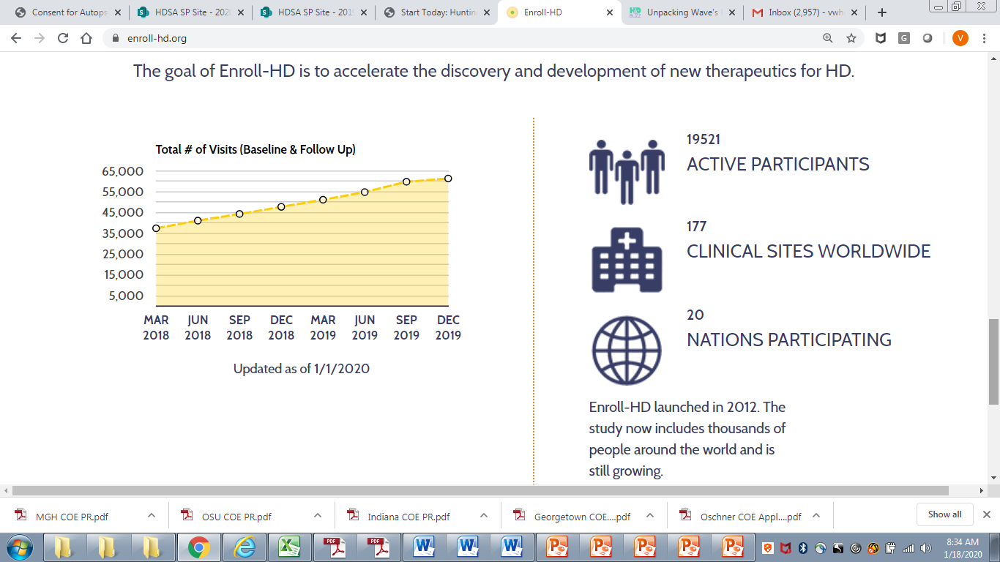 Consent for Autops
HDSA SP Site - 202
HDSA SP Site - 201
Start Today: Huntin
Enroll-HD
Unpacking Wave's
Inbox (2,957) - vwh
enroll-hd.org
The goal of Enroll-HD is to accelerate the discovery and development of new therapeutics for HD.
Total # of Visits (Baseline & Follow Up)
65,000
55,000
45,000
35,000
25,000
15,000
5,000
MAR JUN SEP DEC MAR JUN SEP DEC
2018 2018 2018 2018 2019 2019 2019 2019
Updated as of 1/1/2020
19521
ACTIVE PARTICIPANTS
177
CLINICAL SITES WORLDWIDE
20
NATIONS PARTICIPATING
Enroll-HD launched in 2012. The
study now includes thousands of
people around the world and is
still growing.
MGH COE PR.pdf
OSU COE PR.pdf
Indiana COE PR.pdf
Georgetown COE....pdf
Oschner COE Appl....pdf
Show all
8:34 AM
1/18/2020